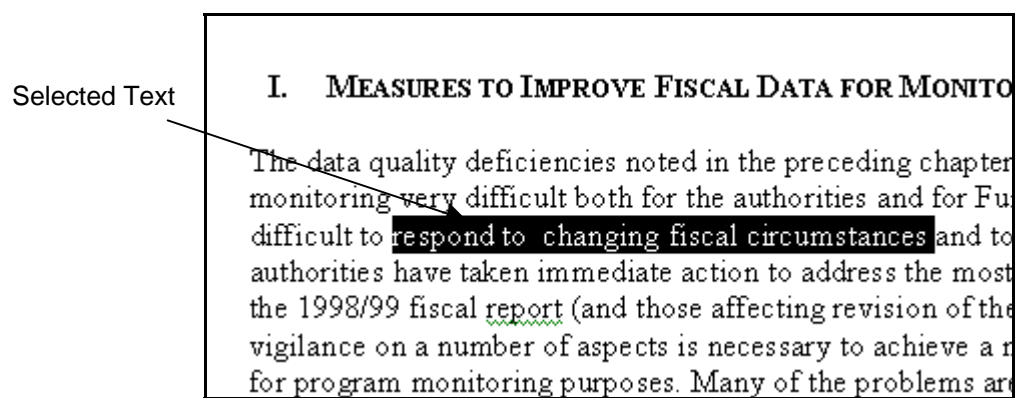 Selected Text
I. MEASURES TO IMPROVE FISCAL DATA FOR MONITO
The data quality deficiencies noted in the preceding chapter
monitoring very difficult both for the authorities and for Fu
difficult to respond to  changing fiscal circumstances and to
authorities have taken immediate action to address the most
the 1998/99 fiscal report (and those affecting revision of the
vigilance on a number of aspects is necessary to achieve a
for program monitoring purposes. Many of the problems are